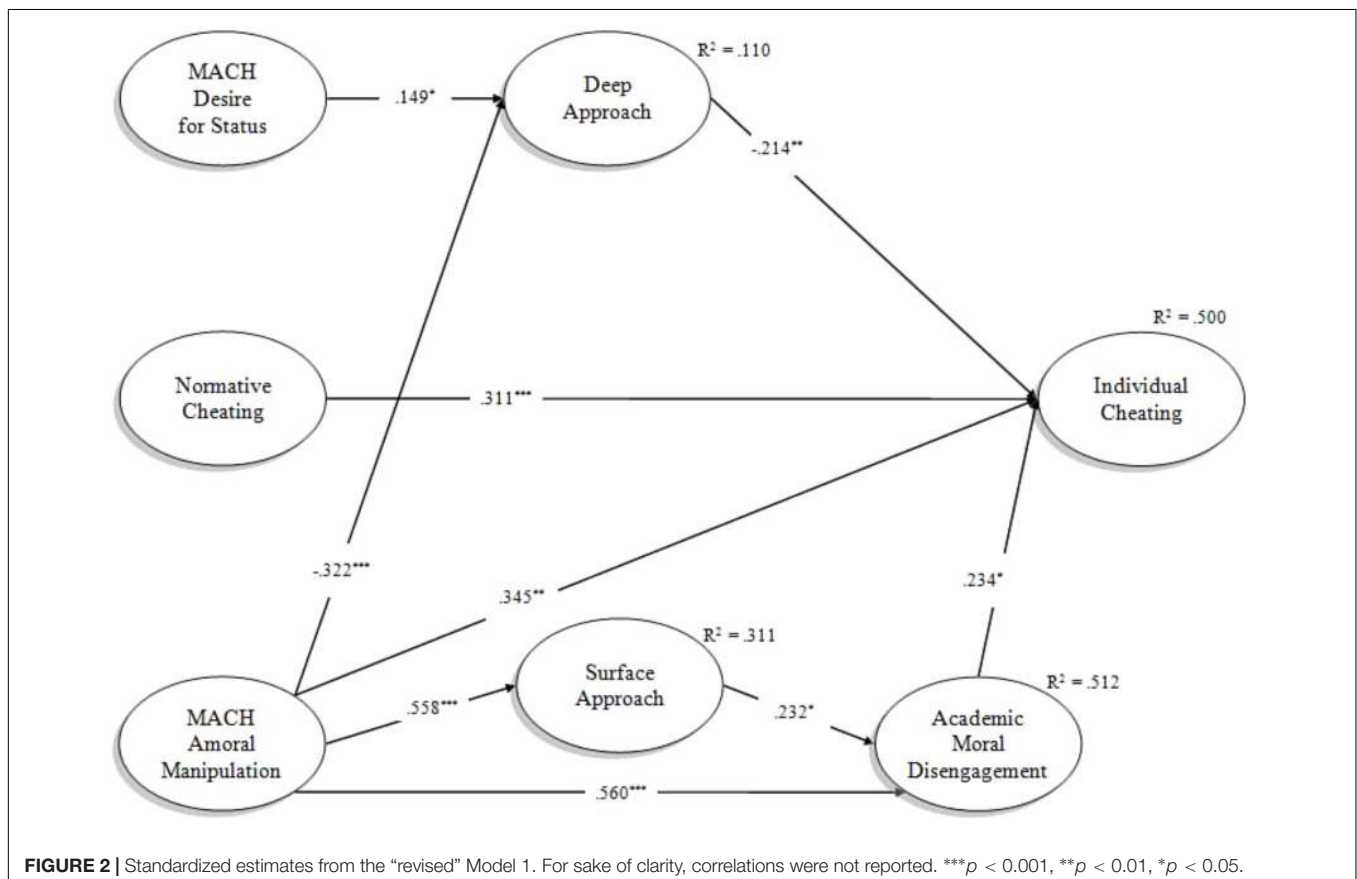 MACH
Desire
for Status
.149*
Deep
Approach
R² = .110
-.214**
Normative
Cheating
.311***
R² = .500
Individual
Cheating
-.322***
.345**
.234*
MACH
Amoral
Manipulation
.558***
Surface
Approach
R² = .311
.232*
R² = .512
Academic
Moral
Disengagement
.560***
FIGURE 2 | Standardized estimates from the “revised” Model 1. For sake of clarity, correlations were not reported. ***p < 0.001, **p < 0.01, *p < 0.05.